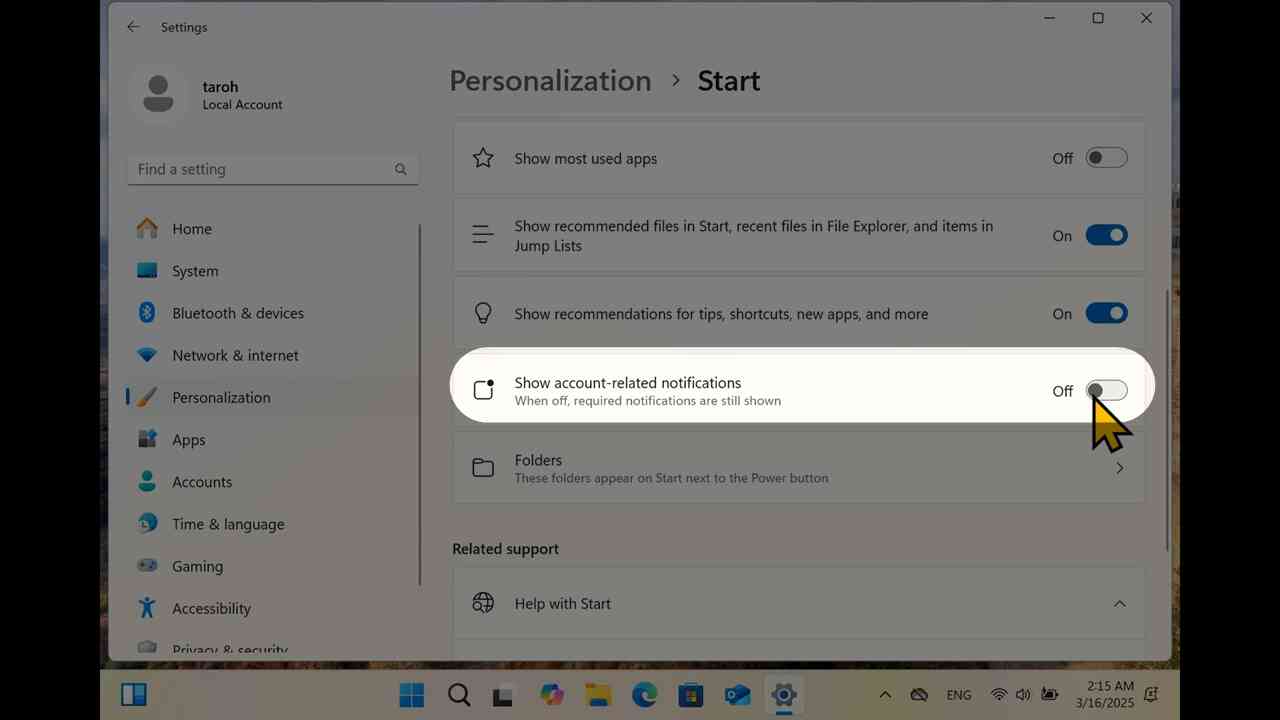 Settings
taroh
Local Account
Find a setting
Home
System
Bluetooth & devices
Network & internet
Personalization
Apps
Accounts
Time & language
Gaming
Accessibility
Privacy & security
Personalization > Start
Show most used apps
Off
Show recommended files in Start, recent files in File Explorer, and items in
Jump Lists
On
Show recommendations for tips, shortcuts, new apps, and more
On
Show account-related notifications
When off, required notifications are still shown
Off
Folders
These folders appear on Start next to the Power button
Related support
Help with Start
ENG
2:15 AM
3/16/2025